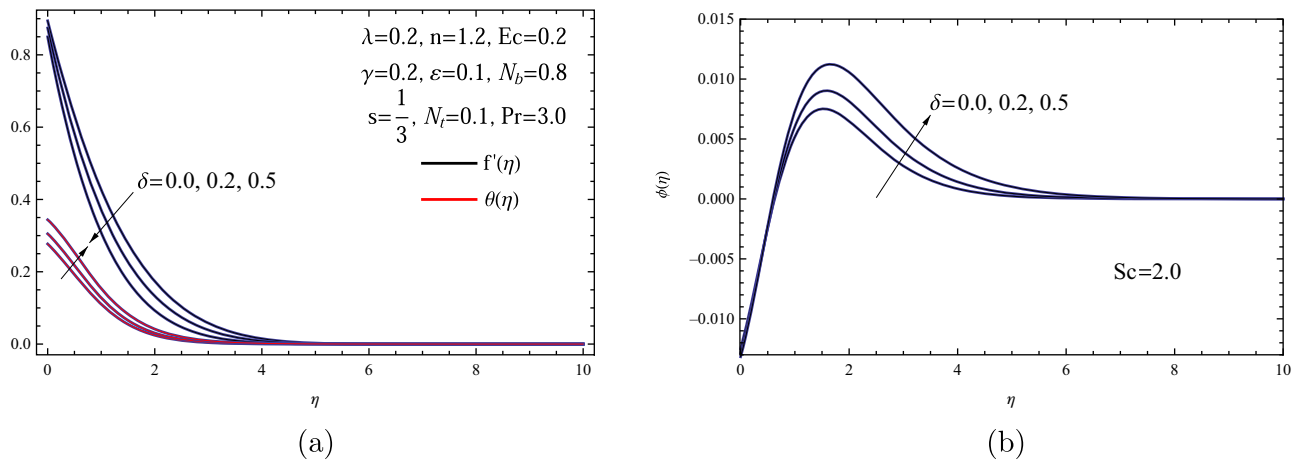 λ=0.2, n=1.2, Ec=0.2
γ=0.2, ε=0.1, N_b=0.8
s=1/3, N_t=0.1, Pr=3.0
f'(η)
θ(η)
δ=0.0, 0.2, 0.5
0.8
0.6
0.4
0.2
0.0
0 2 4 6 8 10
η
(a)
0.015
0.010
0.005
0.000
−0.005
−0.010
ϕ(η)
δ=0.0, 0.2, 0.5
Sc=2.0
0 2 4 6 8 10
η
(b)